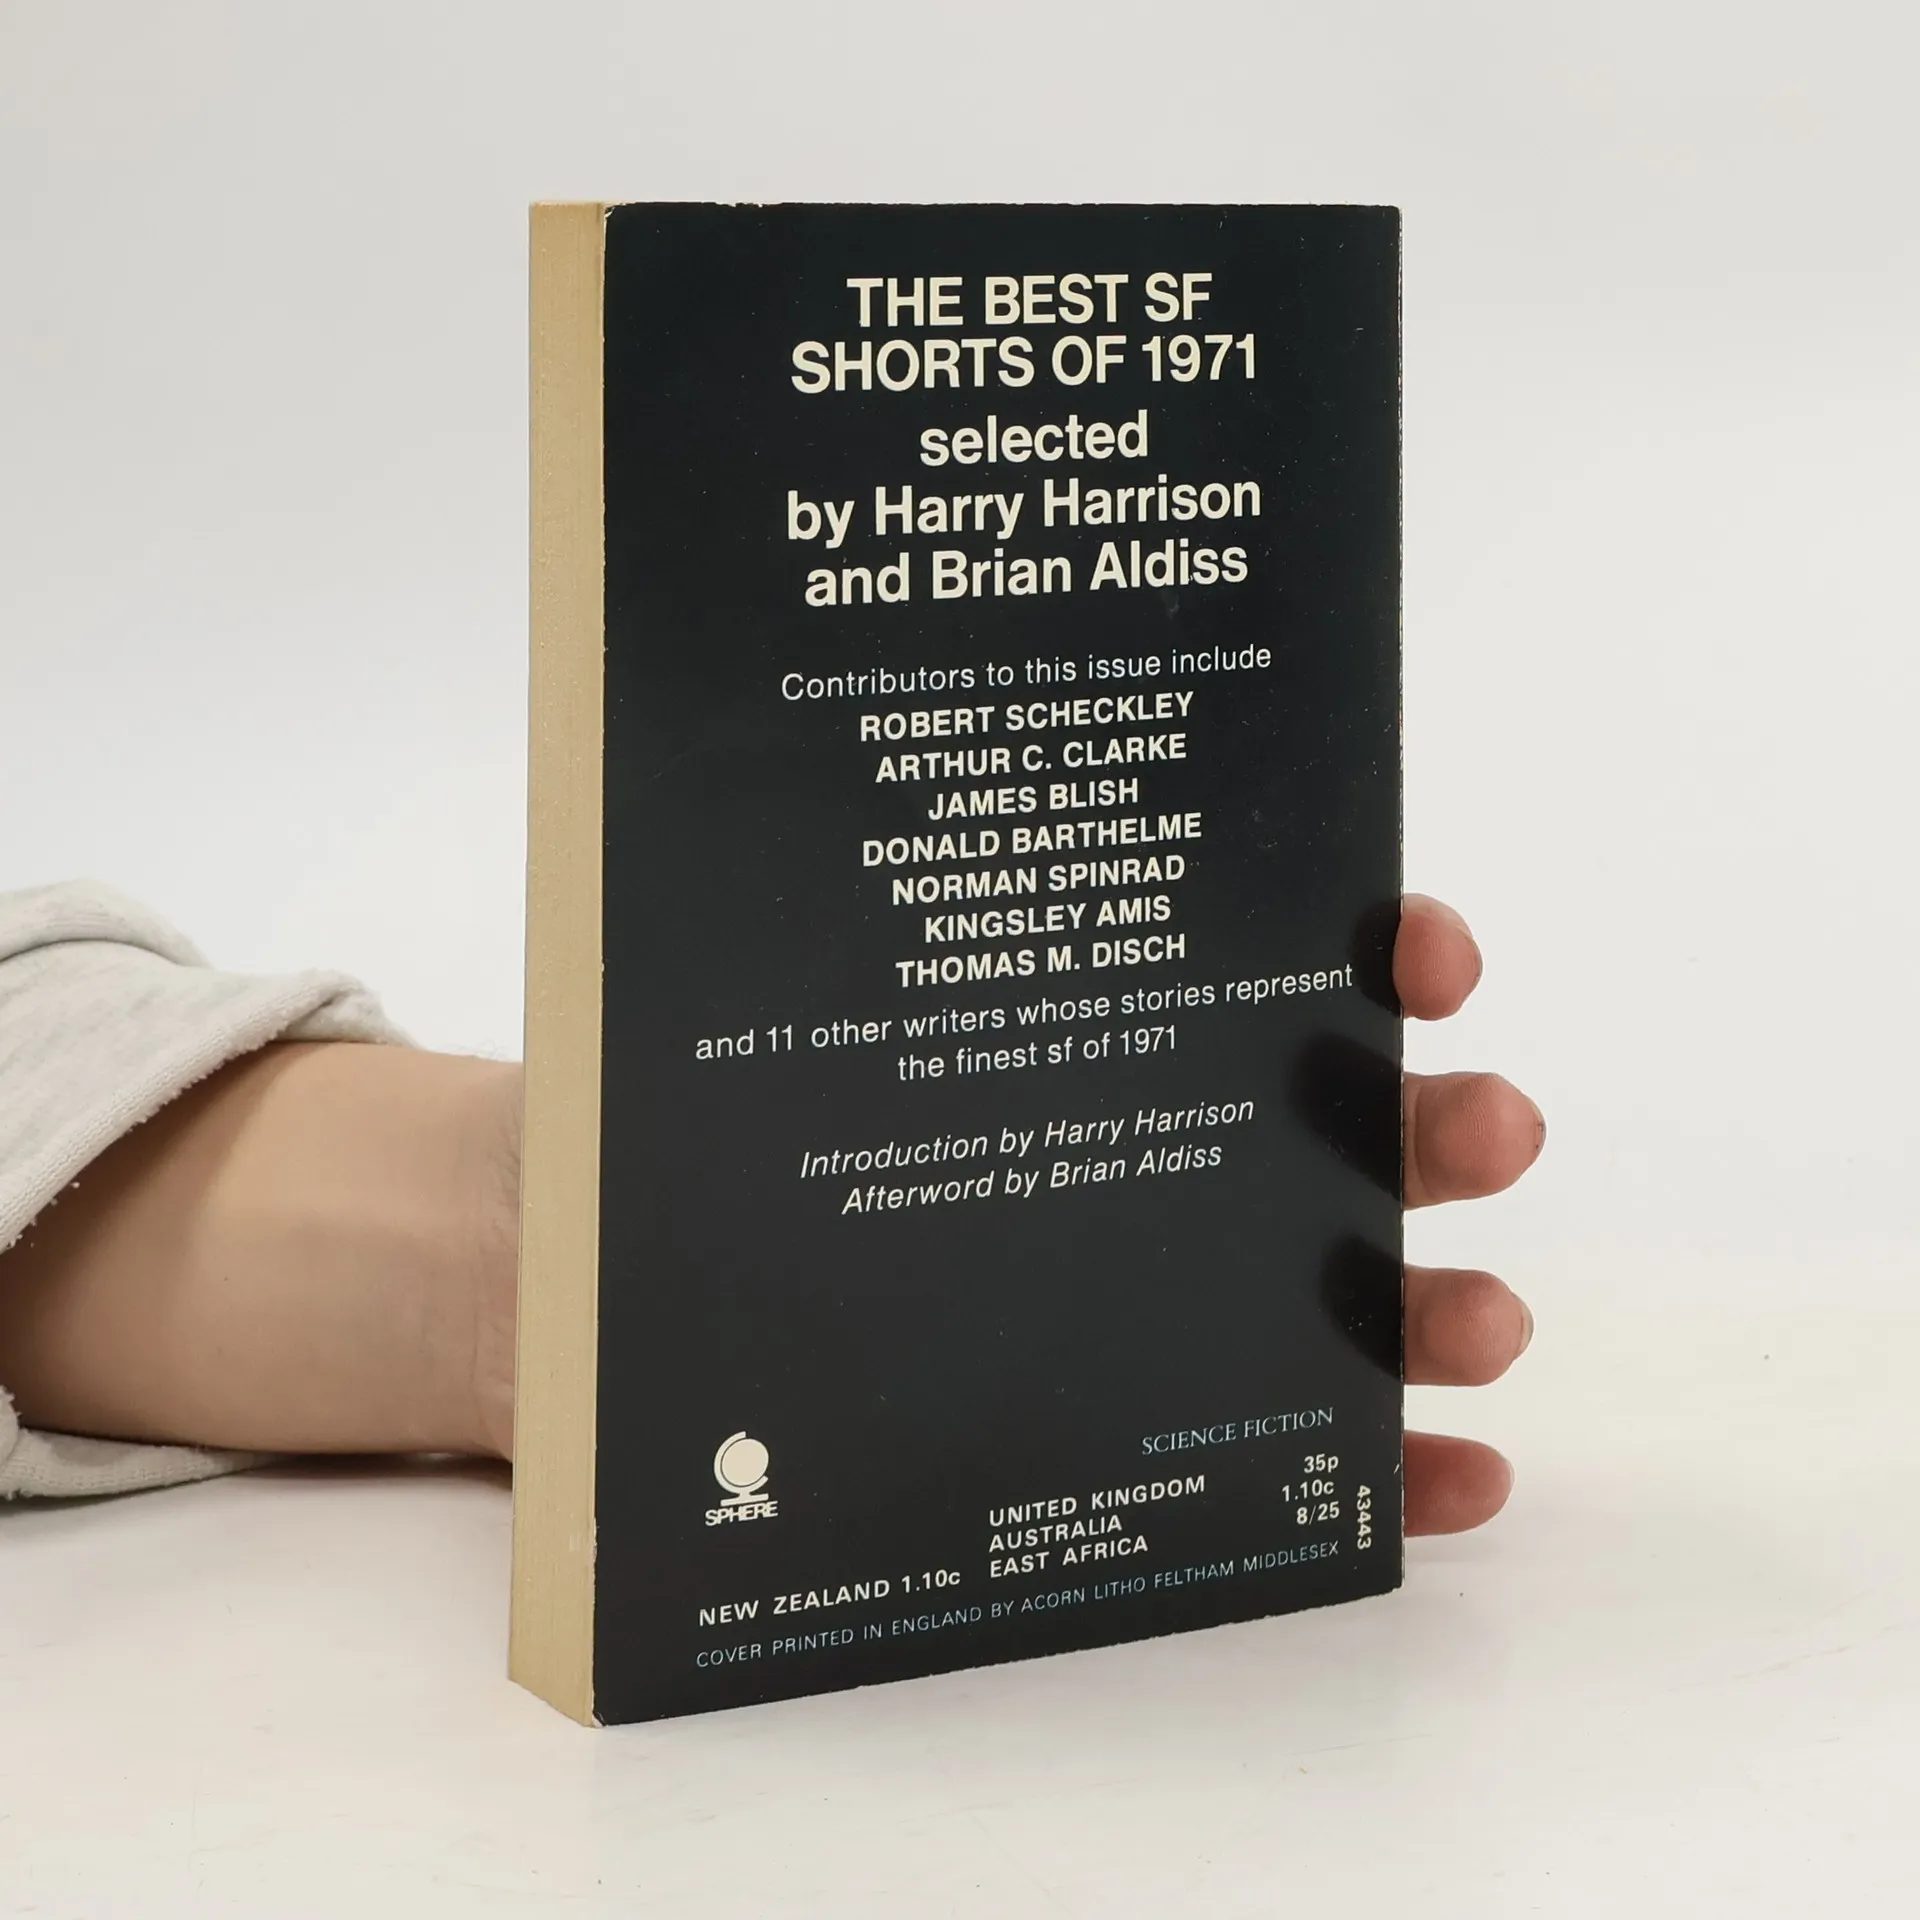 THE BEST SF
SHORTS OF 1971
selected
by Harry Harrison
and Brian Aldiss
Contributors to this issue include
ROBERT SCHECKLEY
ARTHUR C. CLARKE
JAMES BLISH
DONALD BARTHELME
NORMAN SPINRAD
KINGSLEY AMIS
THOMAS M. DISCH
and 11 other writers whose stories represent
the finest sf of 1971
Introduction by Harry Harrison
Afterword by Brian Aldiss
SCIENCE FICTION
SPHERE
UNITED KINGDOM 35p
AUSTRALIA 1.10c
NEW ZEALAND 1.10c EAST AFRICA 8/25
43443
COVER PRINTED IN ENGLAND BY ACORN LITHO FELTHAM MIDDLESEX